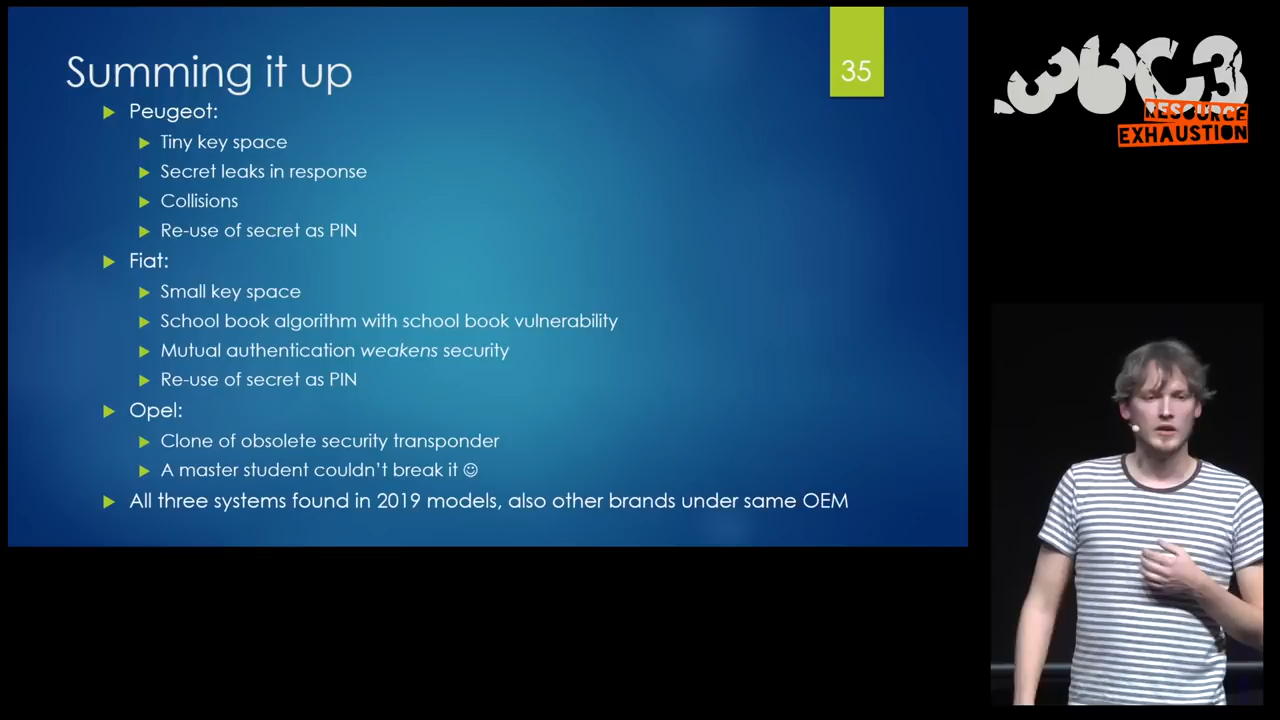 Summing it up
35
Peugeot:
Tiny key space
Secret leaks in response
Collisions
Re-use of secret as PIN
Fiat:
Small key space
School book algorithm with school book vulnerability
Mutual authentication weakens security
Re-use of secret as PIN
Opel:
Clone of obsolete security transponder
A master student couldn't break it ☺
All three systems found in 2019 models, also other brands under same OEM
36C3
RESOURCE
EXHAUSTION